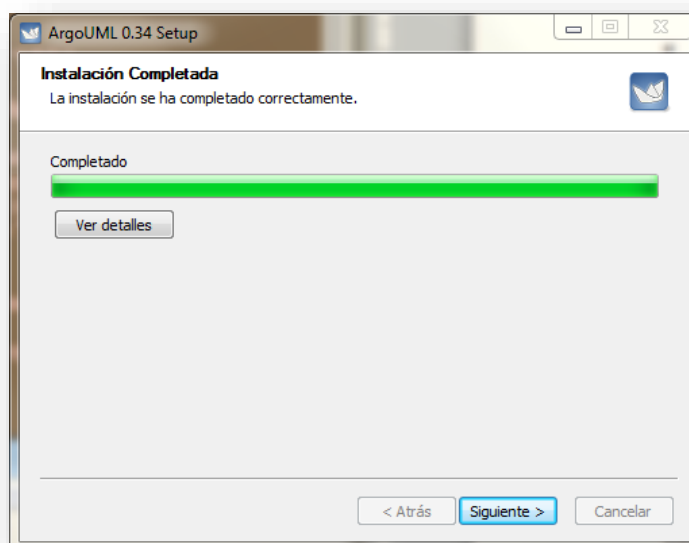 ArgoUML 0.34 Setup
Instalación Completada
La instalación se ha completado correctamente.
Completado
Ver detalles
< Atrás
Siguiente >
Cancelar